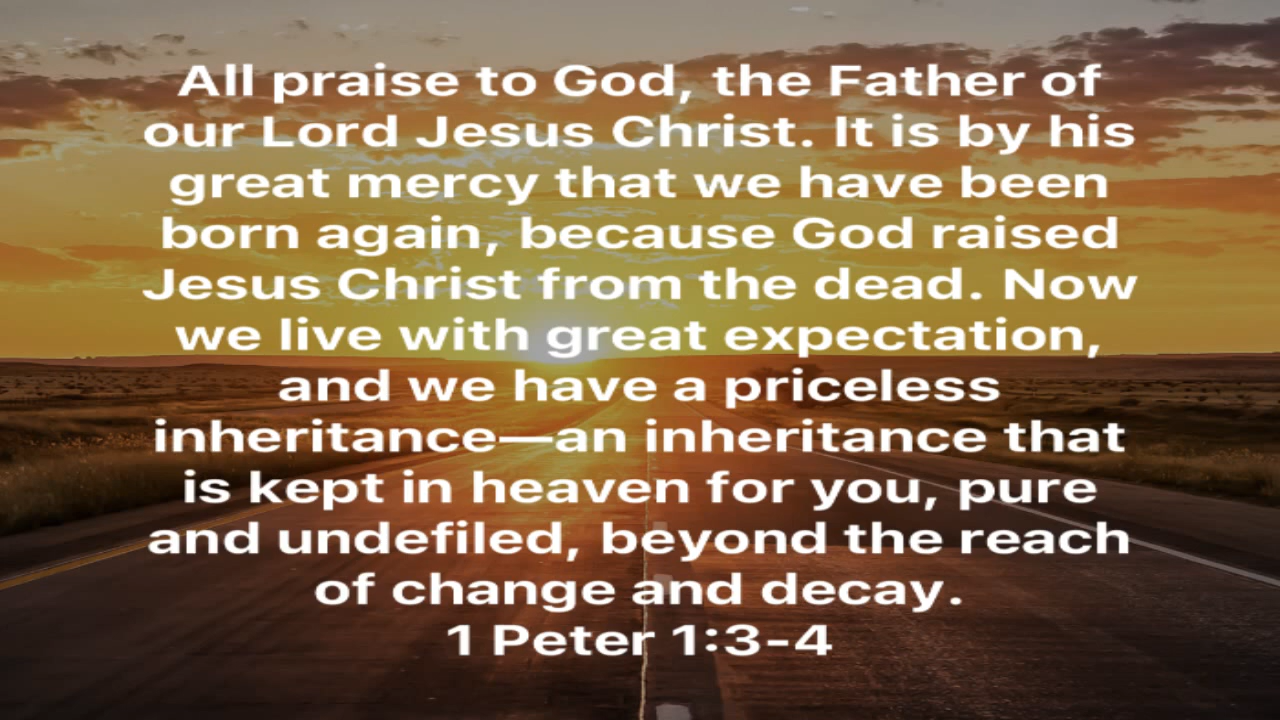 All praise to God, the Father of
our Lord Jesus Christ. It is by his
great mercy that we have been
born again, because God raised
Jesus Christ from the dead. Now
we live with great expectation,
and we have a priceless
inheritance—an inheritance that
is kept in heaven for you, pure
and undefiled, beyond the reach
of change and decay.
1 Peter 1:3-4